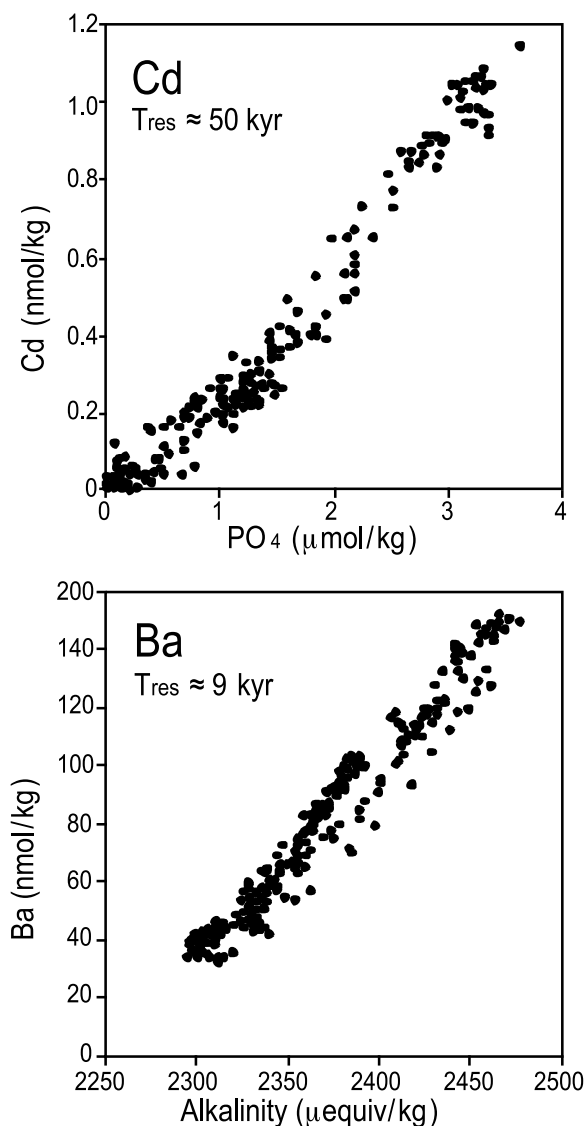 1.2
Cd
Tres ≈ 50 kyr
1.0
0.8
0.6
0.4
0.2
0
Cd (nmol/kg)
0 1 2 3 4
PO4 (μmol/kg)
200
Ba
Tres ≈ 9 kyr
140
120
100
80
60
40
20
0
Ba (nmol/kg)
2250 2300 2350 2400 2450 2500
Alkalinity (μequiv/kg)